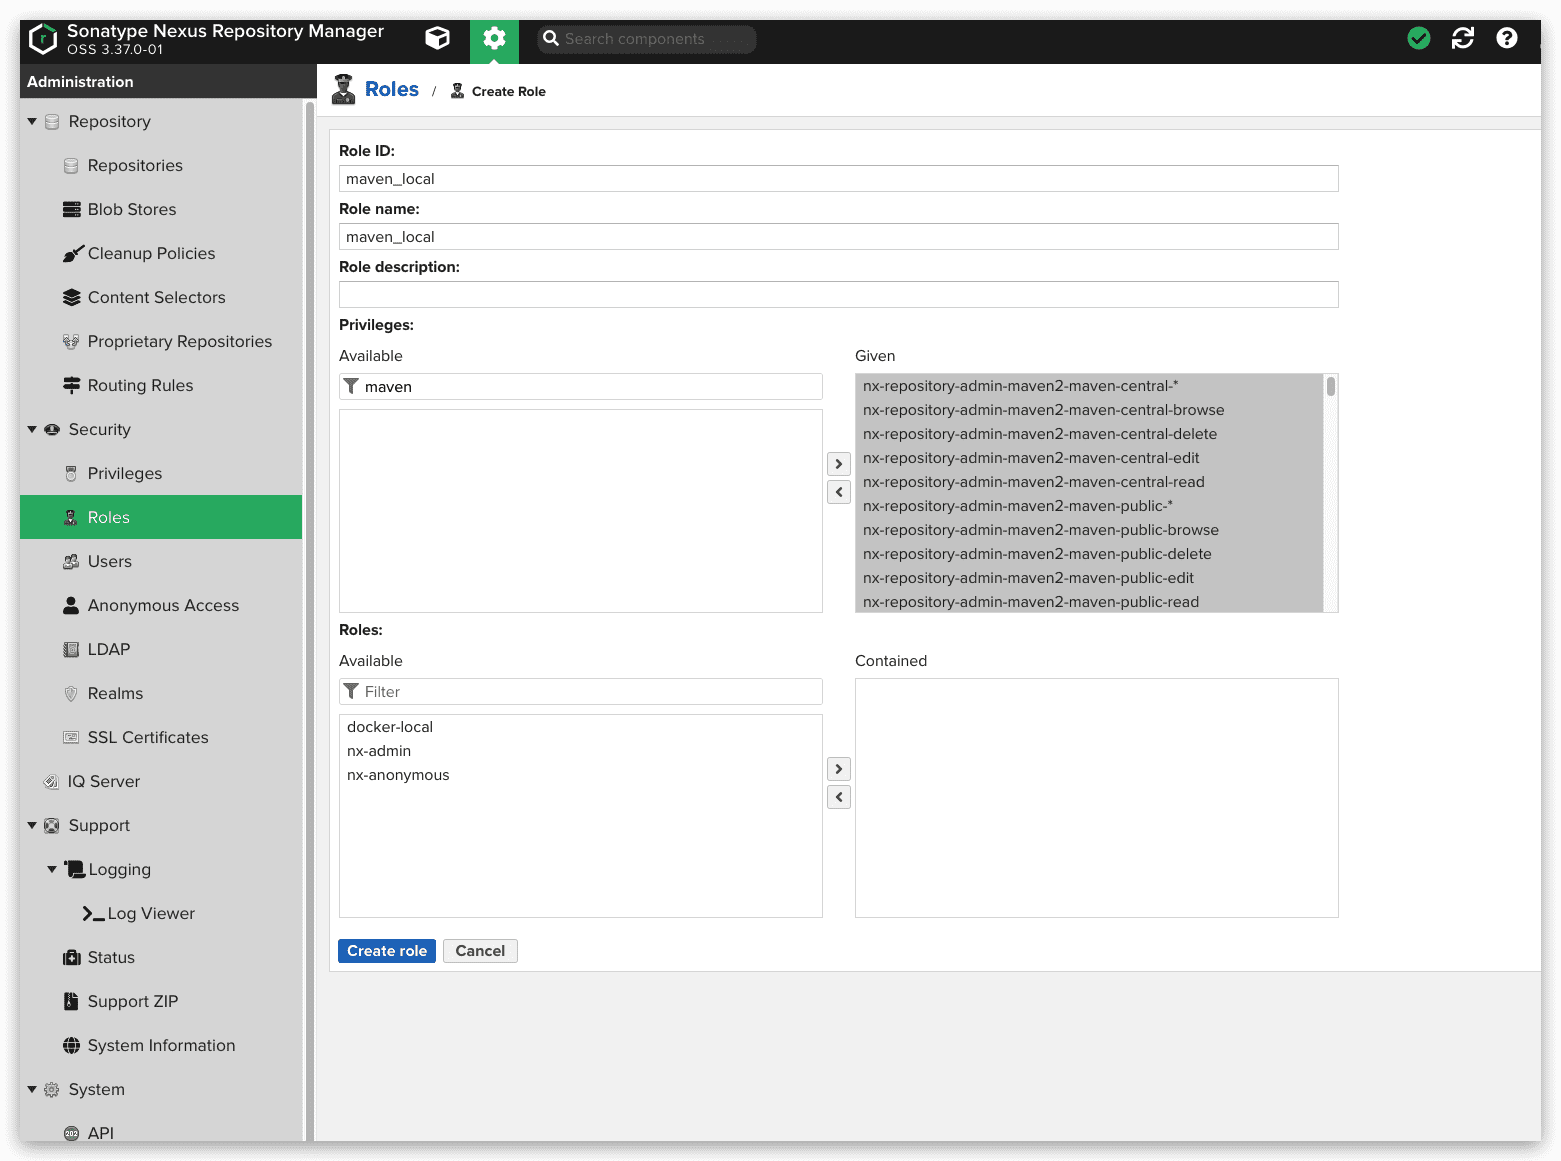 Sonatype Nexus Repository Manager
OSS 3.37.0-01
Search components
Administration
Roles / Create Role
Repository
Repositories
Blob Stores
Cleanup Policies
Content Selectors
Proprietary Repositories
Routing Rules
Security
Privileges
Roles
Users
Anonymous Access
LDAP
Realms
SSL Certificates
IQ Server
Support
Logging
Log Viewer
Status
Support ZIP
System Information
System
API
Role ID:
maven_local
Role name:
maven_local
Role description:
Privileges:
Available
maven
Given
nx-repository-admin-maven2-maven-central-*
nx-repository-admin-maven2-maven-central-browse
nx-repository-admin-maven2-maven-central-delete
nx-repository-admin-maven2-maven-central-edit
nx-repository-admin-maven2-maven-central-read
nx-repository-admin-maven2-maven-public-*
nx-repository-admin-maven2-maven-public-browse
nx-repository-admin-maven2-maven-public-delete
nx-repository-admin-maven2-maven-public-edit
nx-repository-admin-maven2-maven-public-read
Roles:
Available
Filter
docker-local
nx-admin
nx-anonymous
Contained
Create role
Cancel